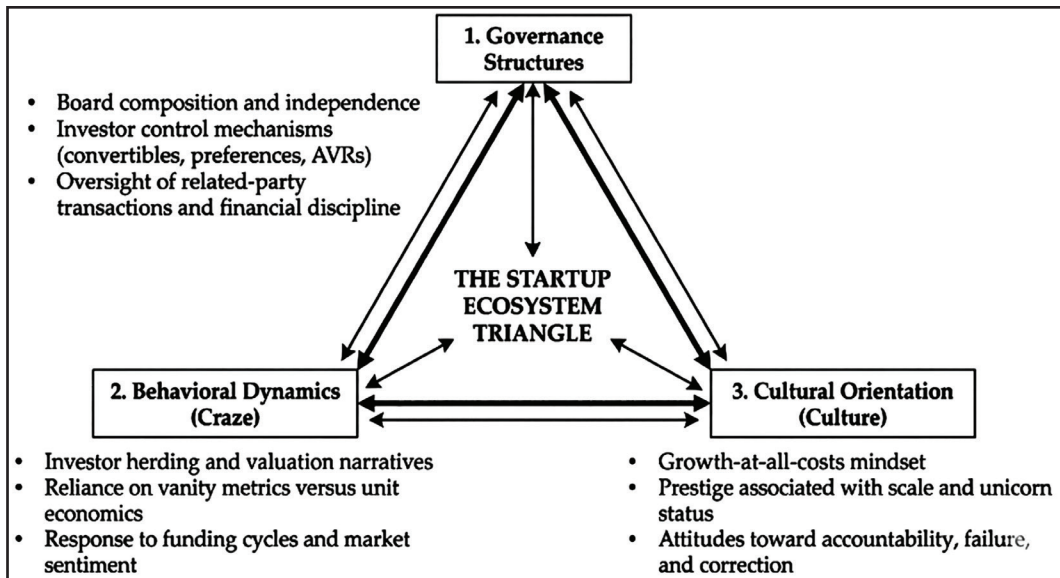 1. Governance
Structures
• Board composition and independence
• Investor control mechanisms
(convertibles, preferences, AVRs)
• Oversight of related-party
transactions and financial discipline
THE STARTUP
ECOSYSTEM
TRIANGLE
2. Behavioral Dynamics
(Craze)
• Investor herding and valuation narratives
• Reliance on vanity metrics versus unit
economics
• Response to funding cycles and market
sentiment
3. Cultural Orientation
(Culture)
• Growth-at-all-costs mindset
• Prestige associated with scale and unicorn
status
• Attitudes toward accountability, failure,
and correction